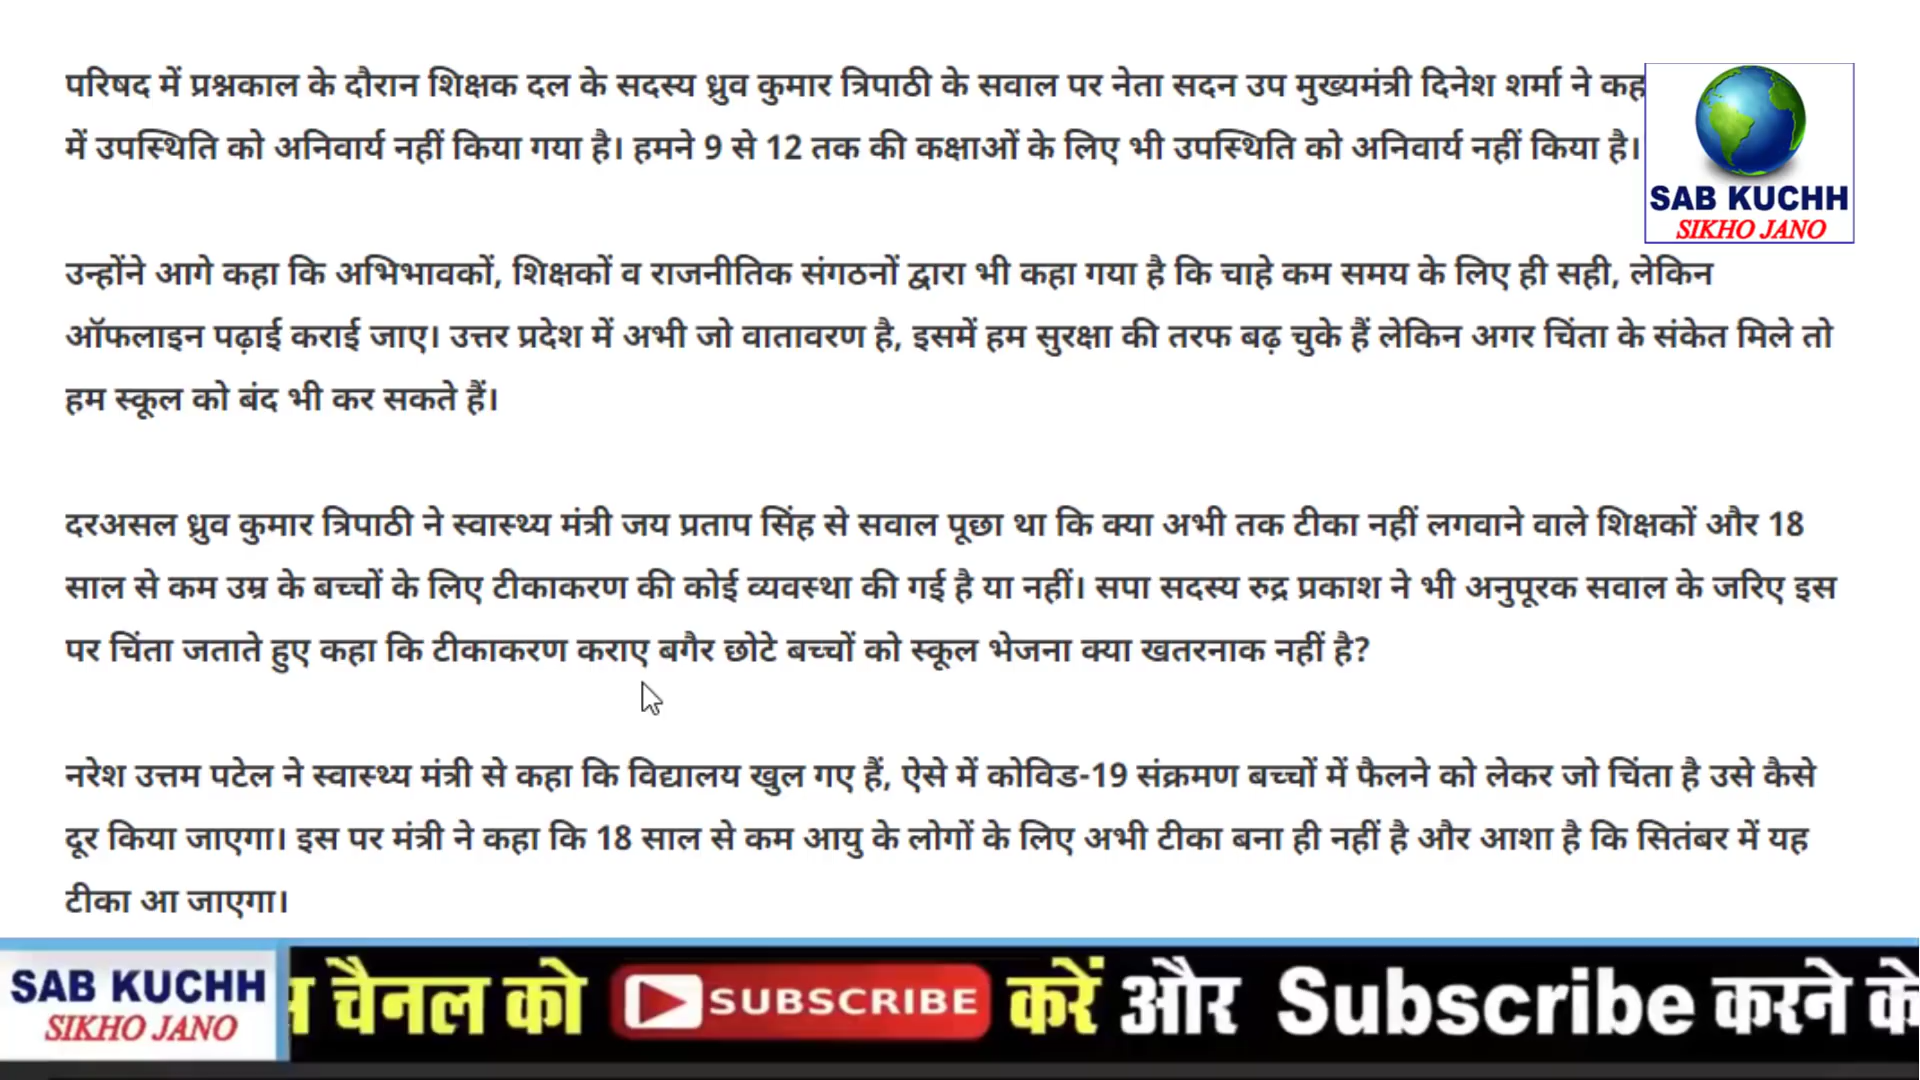 परिषद में प्रश्नकाल के दौरान शिक्षक दल के सदस्य ध्रुव कुमार त्रिपाठी के सवाल पर नेता सदन उप मुख्यमंत्री दिनेश शर्मा ने
में उपस्थिति को अनिवार्य नहीं किया गया है। हमने 9 से 12 तक की कक्षाओं के लिए भी उपस्थिति को अनिवार्य नहीं किया है।
SAB KUCHH
SIKHO JANO
उन्होंने आगे कहा कि अभिभावकों, शिक्षकों व राजनीतिक संगठनों द्वारा भी कहा गया है कि चाहे कम समय के लिए ही सही, लेकिन
ऑफलाइन पढ़ाई कराई जाए। उत्तर प्रदेश में अभी जो वातावरण है, इसमें हम सुरक्षा की तरफ बढ़ चुके हैं लेकिन अगर चिंता के संकेत मिले तो
हम स्कूल को बंद भी कर सकते हैं।
दरअसल ध्रुव कुमार त्रिपाठी ने स्वास्थ्य मंत्री जय प्रताप सिंह से सवाल पूछा था कि क्या अभी तक टीका नहीं लगवाने वाले शिक्षकों और 18
साल से कम उम्र के बच्चों के लिए टीकाकरण की कोई व्यवस्था की गई है या नहीं। सपा सदस्य रुद्र प्रकाश ने भी अनुपूरक सवाल के जरिए इस
पर चिंता जताते हुए कहा कि टीकाकरण कराए बगैर छोटे बच्चों को स्कूल भेजना क्या खतरनाक नहीं है?
नरेश उत्तम पटेल ने स्वास्थ्य मंत्री से कहा कि विद्यालय खुल गए हैं, ऐसे में कोविड-19 संक्रमण बच्चों में फैलने को लेकर जो चिंता है उसे कैसे
दूर किया जाएगा। इस पर मंत्री ने कहा कि 18 साल से कम आयु के लोगों के लिए अभी टीका बना ही नहीं है और आशा है कि सितंबर में यह
टीका आ जाएगा।
SAB KUCHH
SIKHO JANO
चैनल को SUBSCRIBE करें और Subscribe करने के